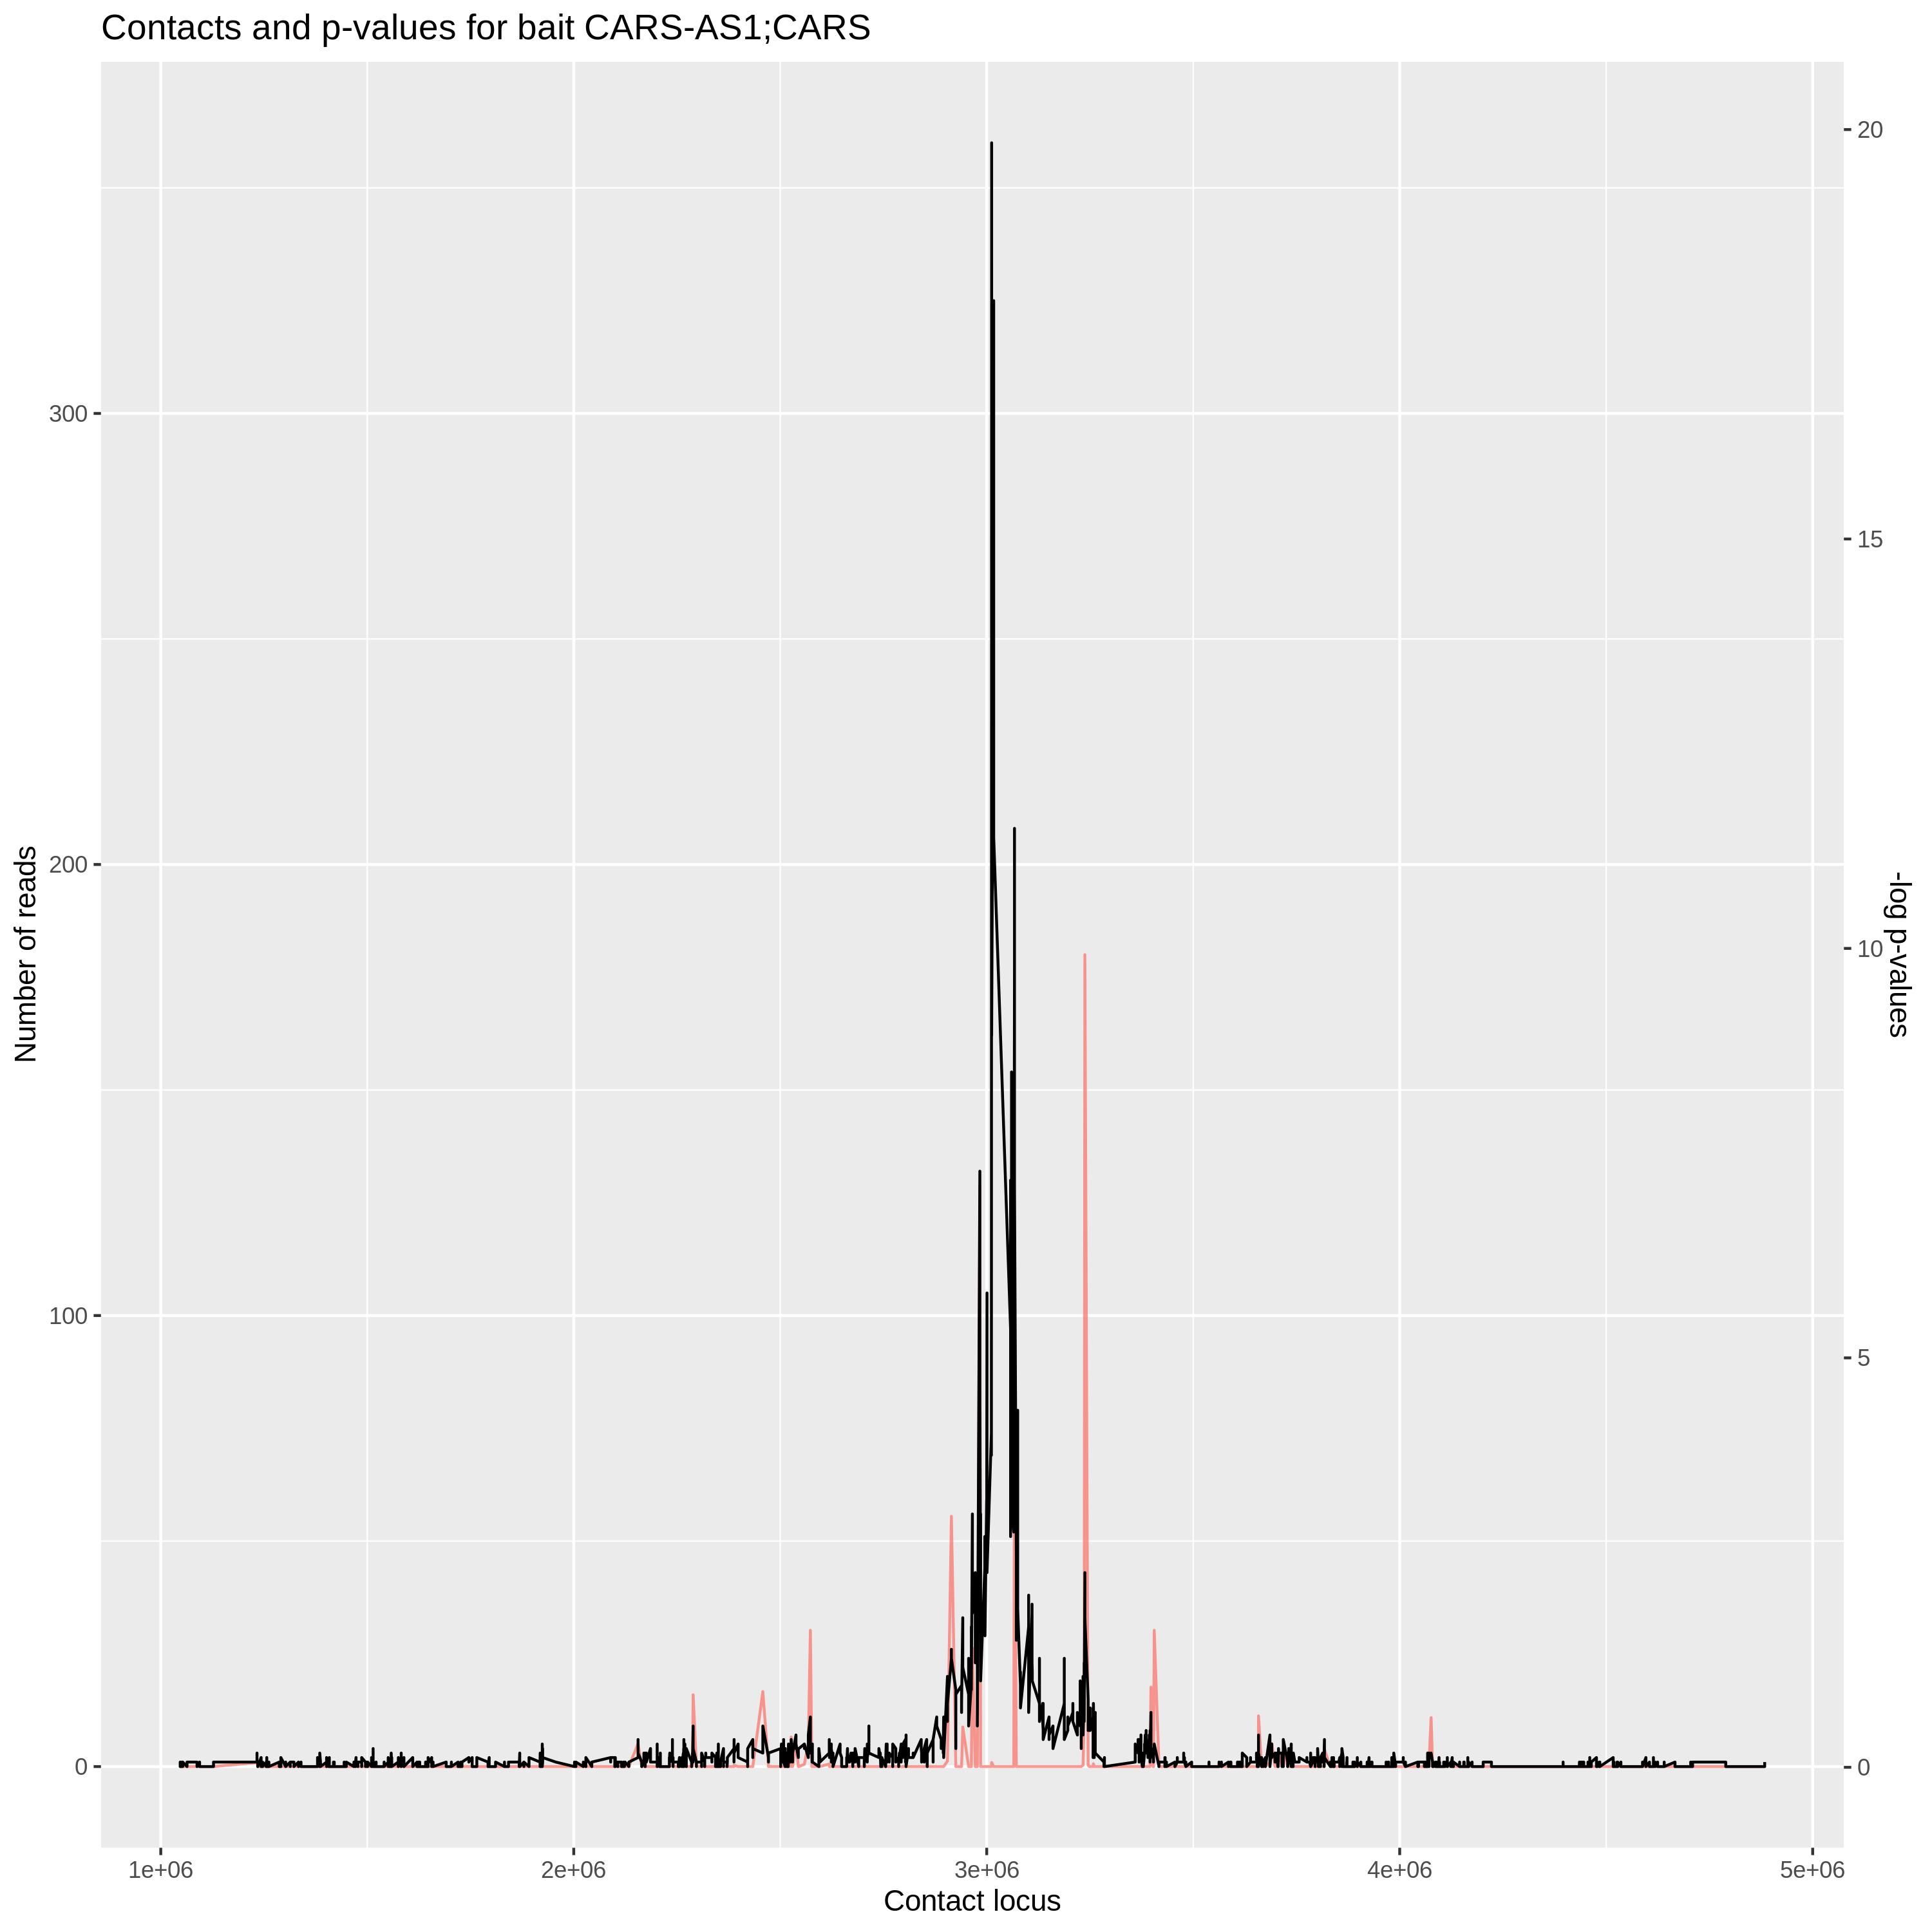 Contacts and p-values for bait CARS-AS1;CARS
Number of reads
300
200
100
0
20
15
10
5
0
-log p-values
1e+06
2e+06
3e+06
4e+06
5e+06
Contact locus